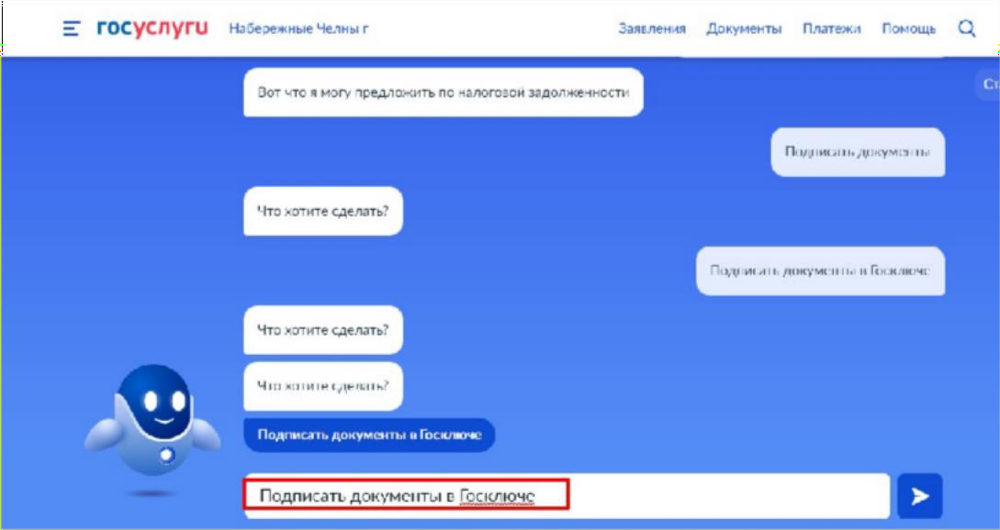 госуслуги Набережные Челны г Заявления Документы Платежи Помощь
Вот что я могу предложить по налоговой задолженности
Подписать документы
Что хотите сделать?
Подписать документы в Госключе
Что хотите сделать?
Что хотите сделать?
Подписать документы в Госключе
Подписать документы в Госключе